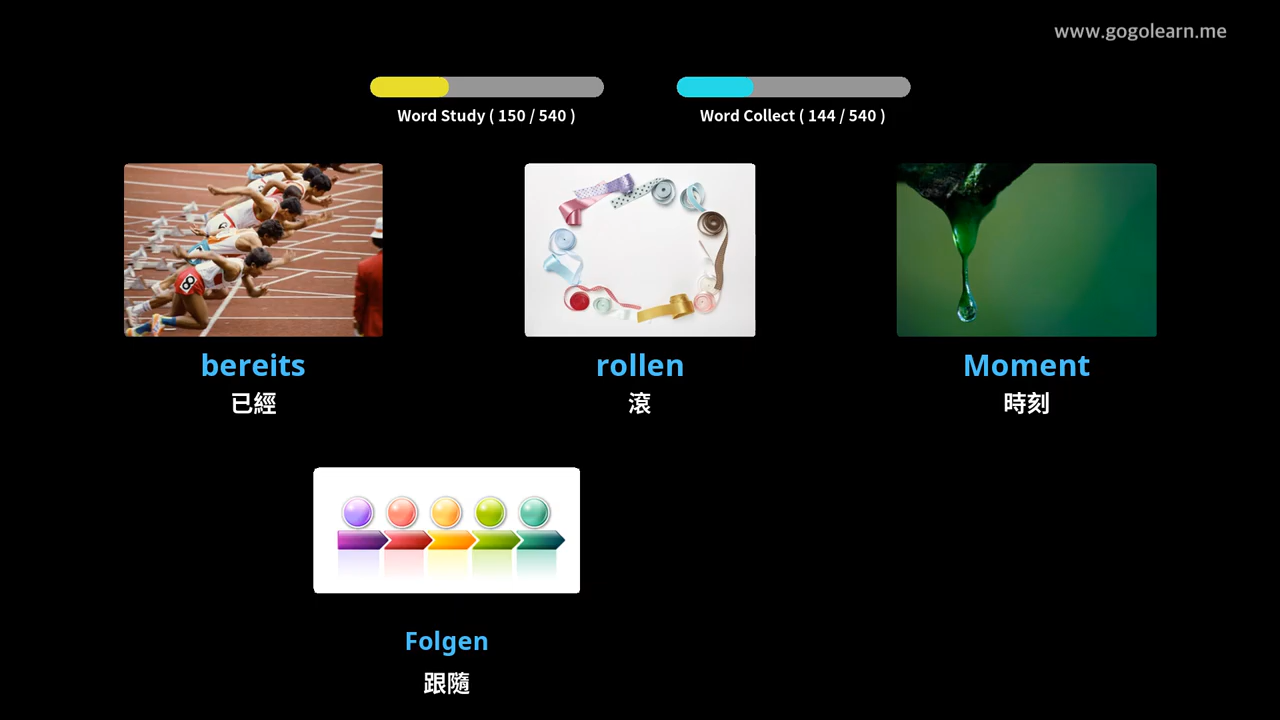 www.gogolearn.me
Word Study ( 150 / 540 )
Word Collect ( 144 / 540 )
8
bereits
已經
rollen
滾
Moment
時刻
Folgen
跟隨